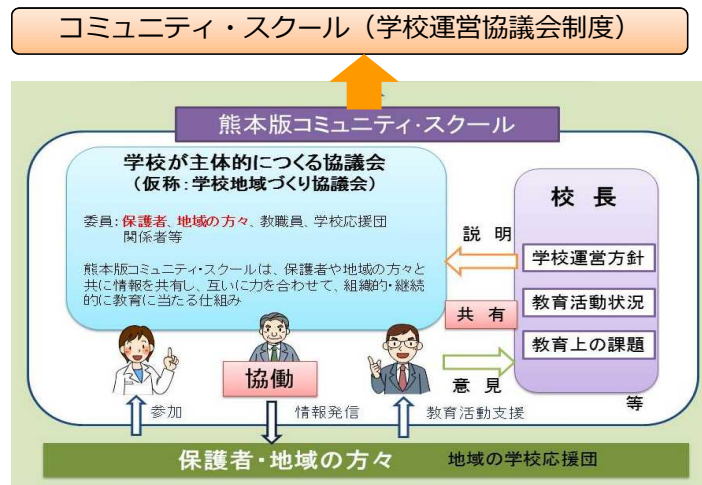 コミュニティ・スクール（学校運営協議会制度）
熊本版コミュニティ・スクール
学校が主体的につくる協議会
（仮称：学校地域づくり協議会）
委員：保護者、地域の方々、教職員、学校応援団
関係者等
熊本版コミュニティ・スクールは、保護者や地域の方々と
共に情報を共有し、互いに力を合わせて、組織的・継続
的に教育に当たる仕組み
校長
説明
学校運営方針
共有
教育活動状況
教育上の課題
意見
等
協働
参加
情報発信
教育活動支援
保護者・地域の方々
地域の学校応援団